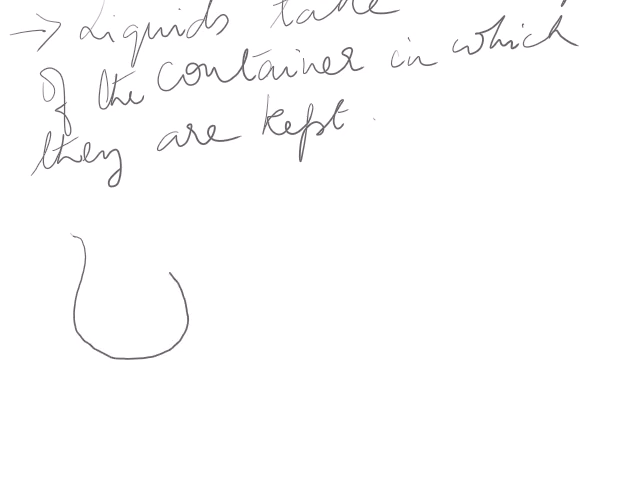 → Liquids take
of the container in which
they are kept.